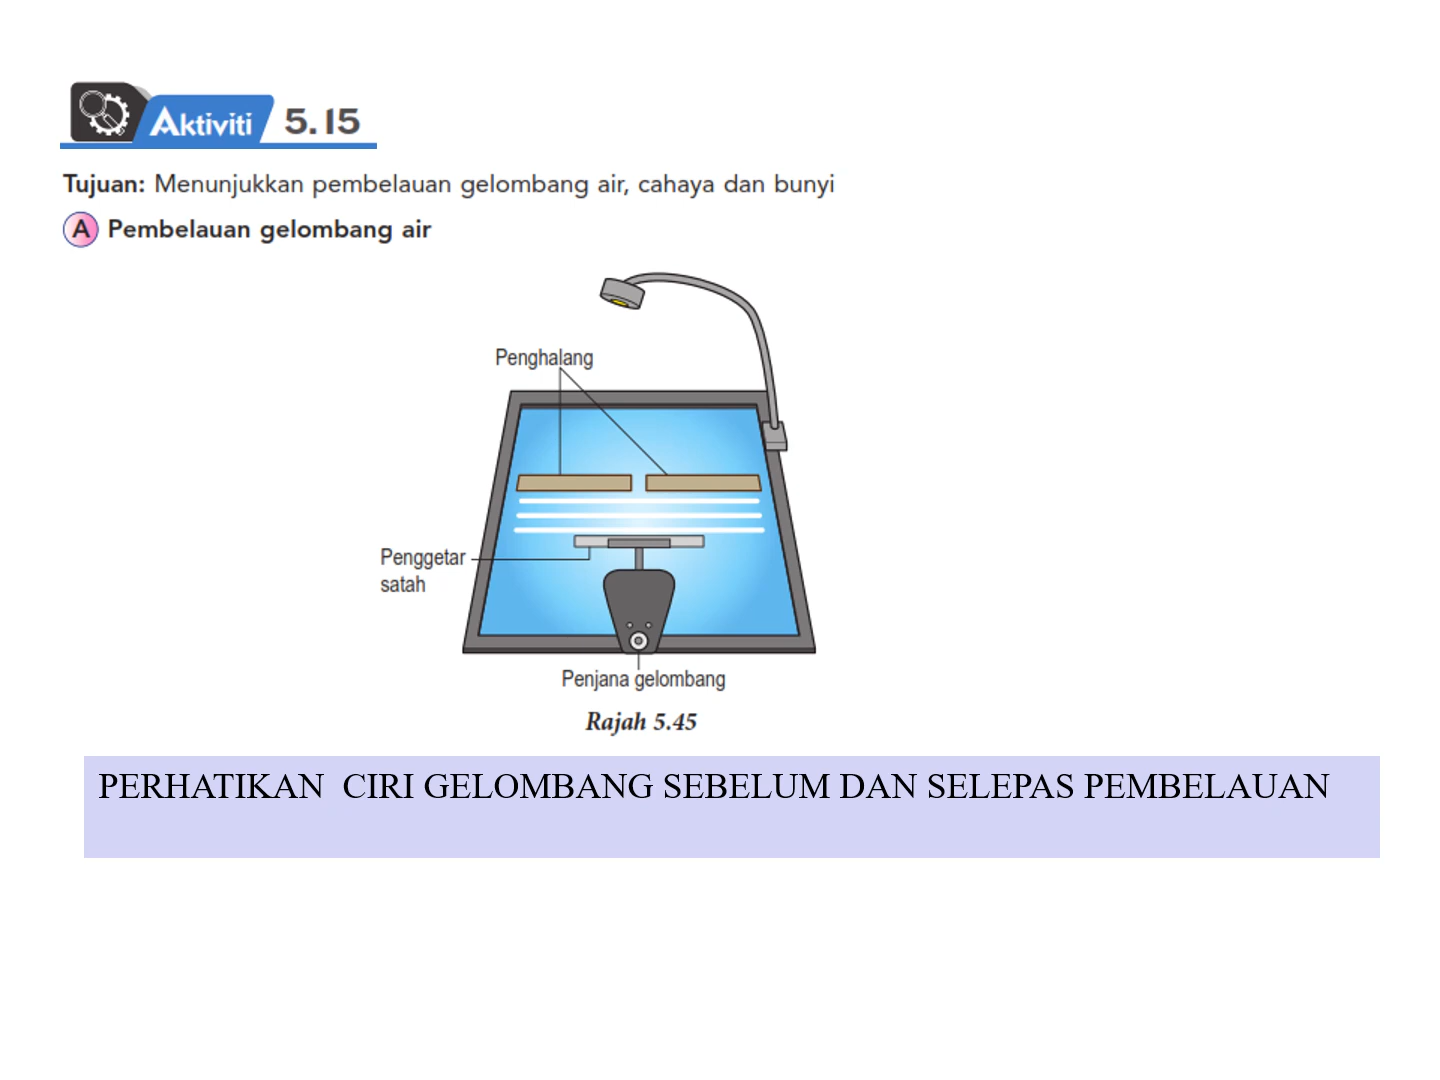 Aktiviti 5.15
Tujuan: Menunjukkan pembelauan gelombang air, cahaya dan bunyi
A Pembelauan gelombang air
Penghalang
Penggetar
satah
Penjana gelombang
Rajah 5.45
PERHATIKAN  CIRI GELOMBANG SEBELUM DAN SELEPAS PEMBELAUAN